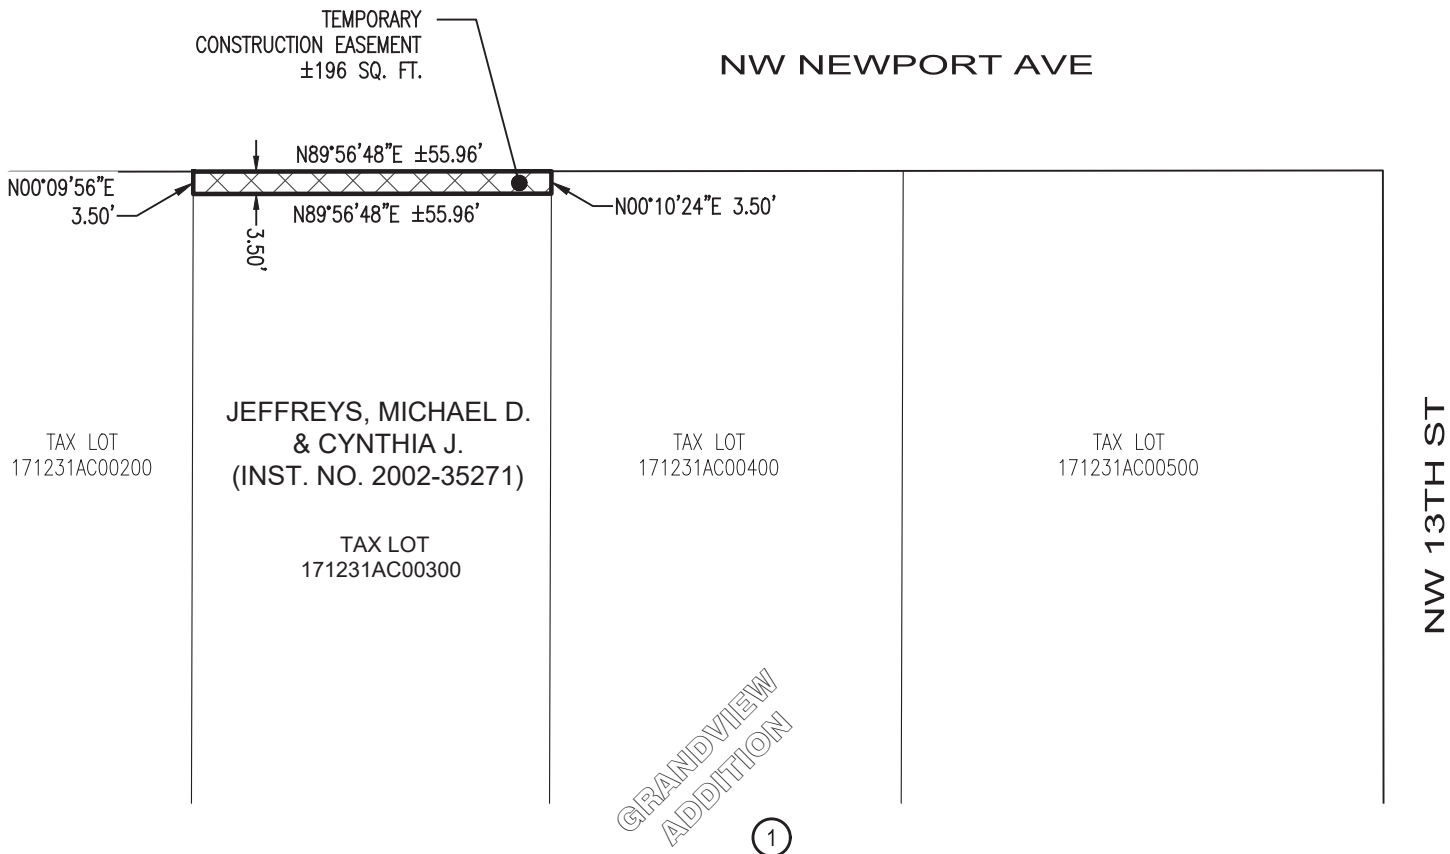 TEMPORARY
CONSTRUCTION EASEMENT
±196 SQ. FT.
NW NEWPORT AVE
N89°56'48"E ±55.96'
N00°09'56"E
3.50'
N89°56'48"E ±55.96'
N00°10'24"E 3.50'
3.50'
JEFFREYS, MICHAEL D.
& CYNTHIA J.
(INST. NO. 2002-35271)
TAX LOT
171231AC00300
TAX LOT
171231AC00200
TAX LOT
171231AC00400
TAX LOT
171231AC00500
NW 13TH ST
GRANDVIEW
ADDITION
1